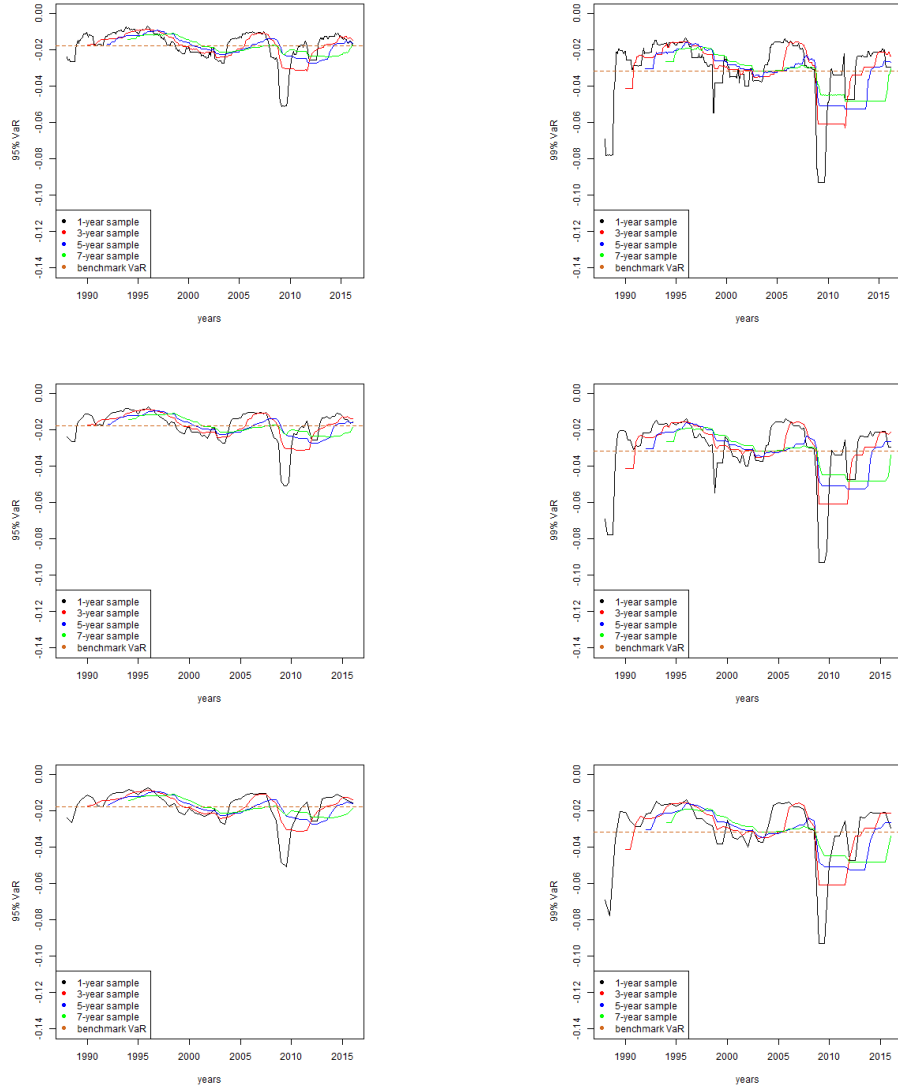 0.00
-0.02
-0.04
-0.06
-0.08
-0.10
-0.12
-0.14
95% VaR
1-year sample
3-year sample
5-year sample
7-year sample
benchmark VaR
1990 1995 2000 2005 2010 2015
years
0.00
-0.02
-0.04
-0.06
-0.08
-0.10
-0.12
-0.14
99% VaR
1-year sample
3-year sample
5-year sample
7-year sample
benchmark VaR
1990 1995 2000 2005 2010 2015
years
0.00
-0.02
-0.04
-0.06
-0.08
-0.10
-0.12
-0.14
95% VaR
1-year sample
3-year sample
5-year sample
7-year sample
benchmark VaR
1990 1995 2000 2005 2010 2015
years
0.00
-0.02
-0.04
-0.06
-0.08
-0.10
-0.12
-0.14
99% VaR
1-year sample
3-year sample
5-year sample
7-year sample
benchmark VaR
1990 1995 2000 2005 2010 2015
years
0.00
-0.02
-0.04
-0.06
-0.08
-0.10
-0.12
-0.14
95% VaR
1-year sample
3-year sample
5-year sample
7-year sample
benchmark VaR
1990 1995 2000 2005 2010 2015
years
0.00
-0.02
-0.04
-0.06
-0.08
-0.10
-0.12
-0.14
99% VaR
1-year sample
3-year sample
5-year sample
7-year sample
benchmark VaR
1990 1995 2000 2005 2010 2015
years